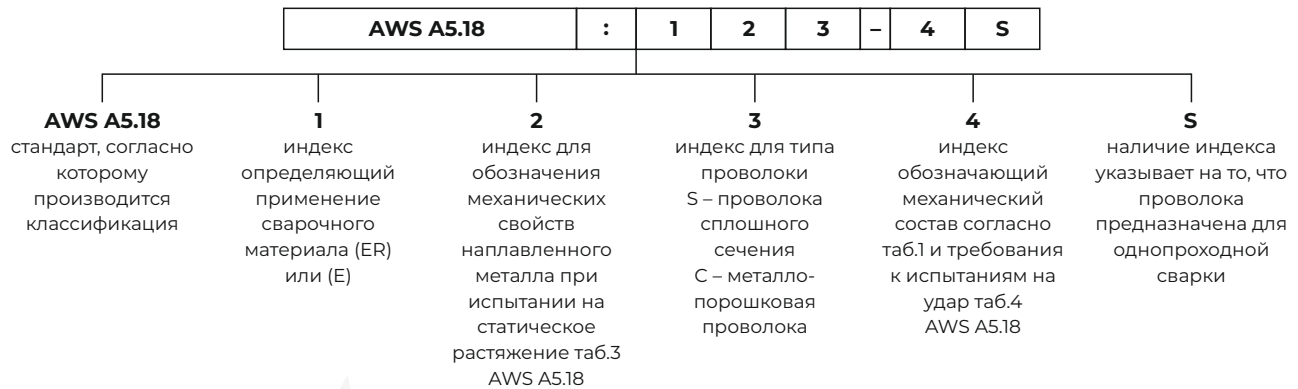 AWS A5.18 : 1 2 3 – 4 S
AWS A5.18
стандарт, согласно
которому
производится
классификация
1
индекс
определяющий
применение
сварочного
материала (ER)
или (E)
2
индекс для
обозначения
механических
свойств
наплавленного
металла при
испытании на
статическое
растяжение таб.3
AWS A5.18
3
индекс для типа
проволоки
S – проволока
сплошного
сечения
C – металло-
порошковая
проволока
4
индекс
обозначающий
механический
состав согласно
таб.1 и требования
к испытаниям на
удар таб.4
AWS A5.18
S
наличие индекса
указывает на то, что
проволока
предназначена для
однопроходной
сварки